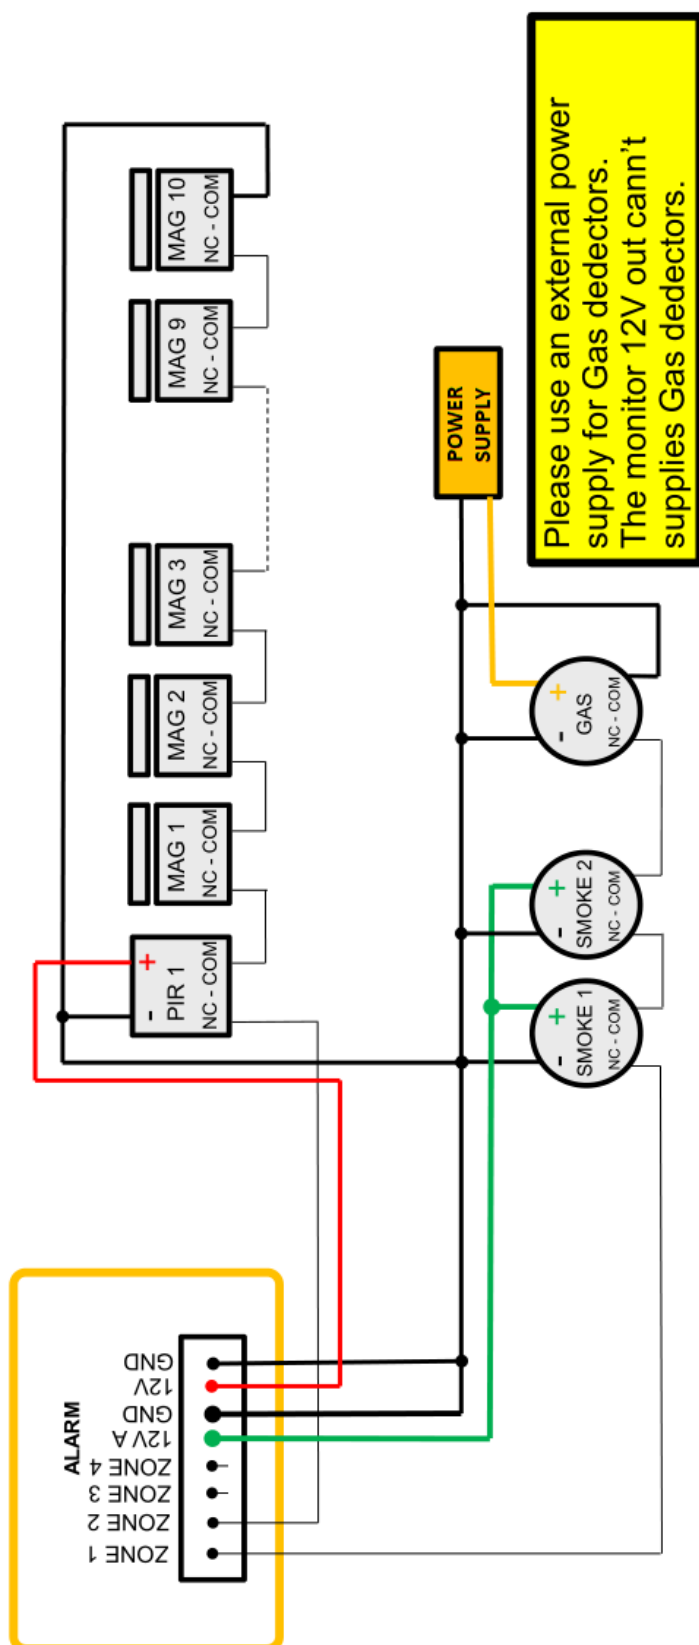 Please use an external power
supply for Gas dedectors.
The monitor 12V out cann't
supplies Gas dedectors.
MAG 10
NC - COM
MAG 9
NC - COM
MAG 3
NC - COM
MAG 2
NC - COM
MAG 1
NC - COM
+
-
PIR 1
NC - COM
POWER
SUPPLY
+
-
GAS
NC - COM
+
-
SMOKE 2
NC - COM
+
-
SMOKE 1
NC - COM
ALARM
GND
12V
GND
12V A
ZONE 4
ZONE 3
ZONE 2
ZONE 1